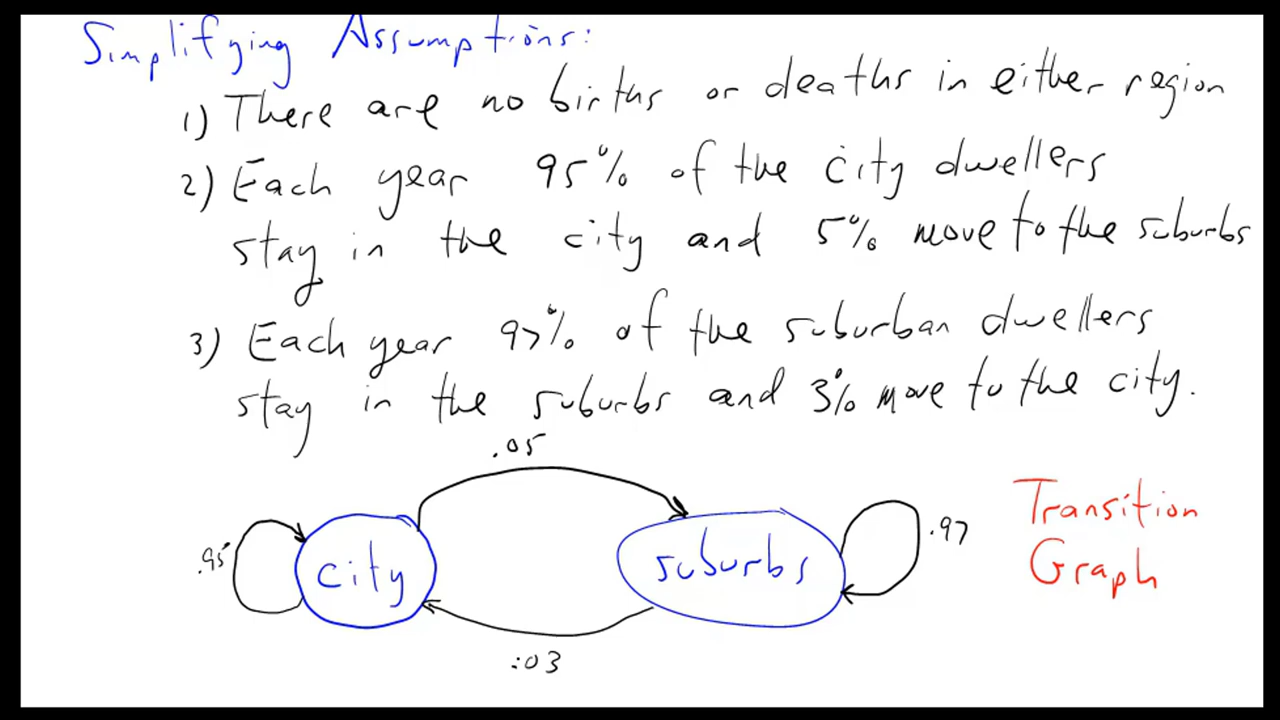 Simplifying Assumptions:
1) There are no births or deaths in either region
2) Each year 95% of the city dwellers
stay in the city and 5% move to the suburbs
3) Each year 97% of the suburban dwellers
stay in the suburbs and 3% move to the city.
.05
.95
city
suburbs
.97
.03
Transition
Graph